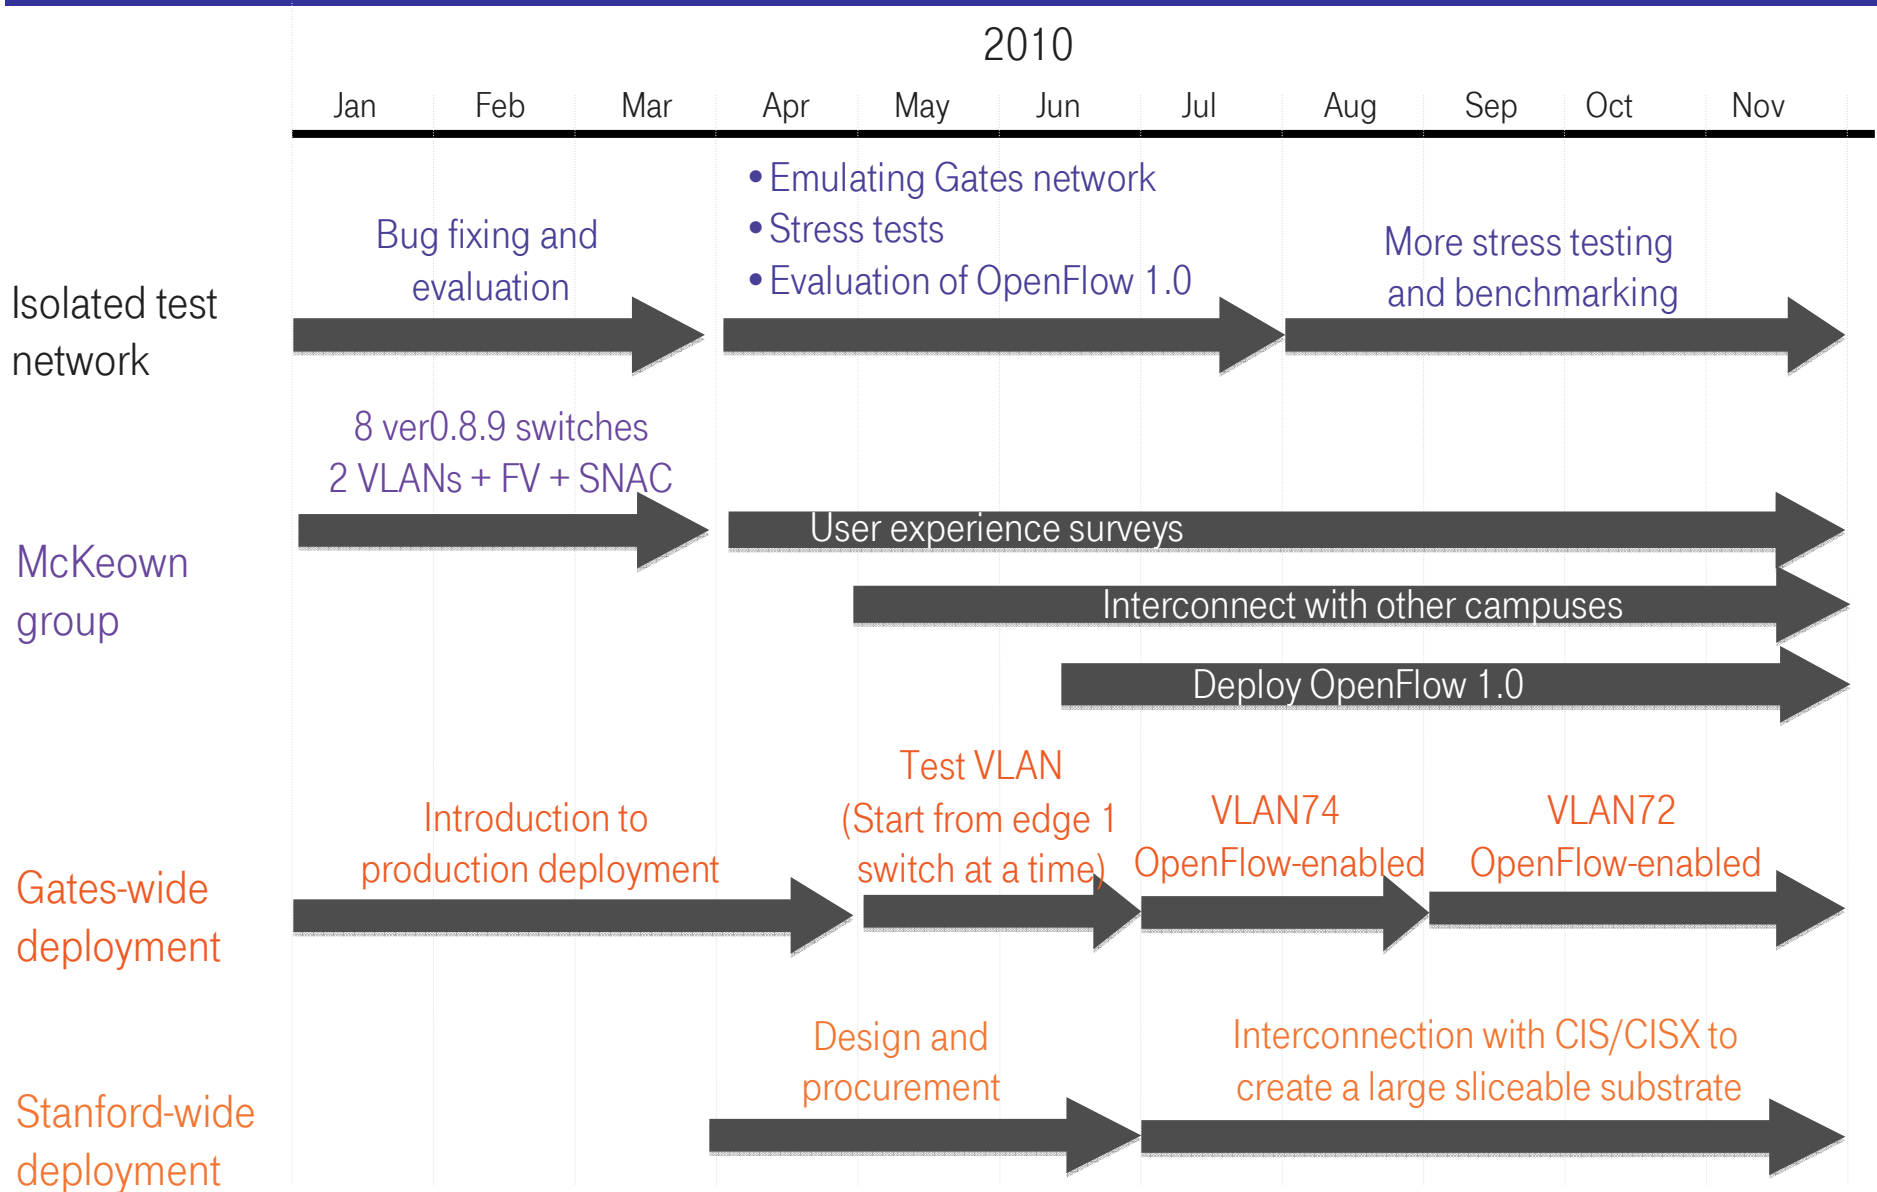 2010
Jan Feb Mar Apr May Jun Jul Aug Sep Oct Nov
Isolated test
network
Bug fixing and
evaluation
•Emulating Gates network
•Stress tests
•Evaluation of OpenFlow 1.0
More stress testing
and benchmarking
McKeown
group
8 ver0.8.9 switches
2 VLANs + FV + SNAC
User experience surveys
Interconnect with other campuses
Deploy OpenFlow 1.0
Gates-wide
deployment
Introduction to
production deployment
Test VLAN
(Start from edge 1
switch at a time)
VLAN74
OpenFlow-enabled
VLAN72
OpenFlow-enabled
Stanford-wide
deployment
Design and
procurement
Interconnection with CIS/CISX to
create a large sliceable substrate